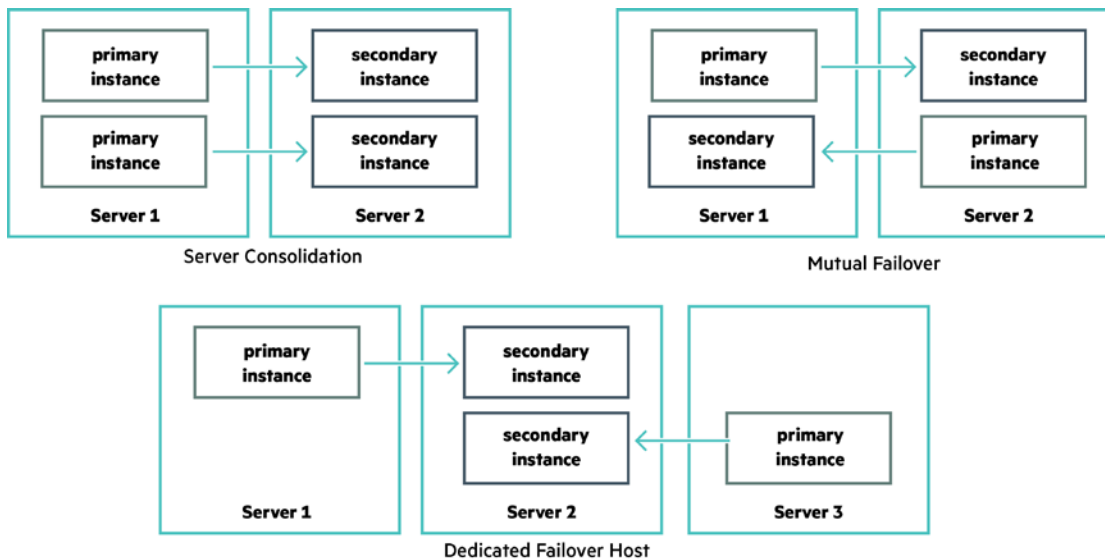 primary
instance
secondary
instance
primary
instance
secondary
instance
Server 1
Server 2
Server Consolidation
primary
instance
secondary
instance
secondary
instance
primary
instance
Server 1
Server 2
Mutual Failover
primary
instance
secondary
instance
secondary
instance
primary
instance
Server 1
Server 2
Server 3
Dedicated Failover Host